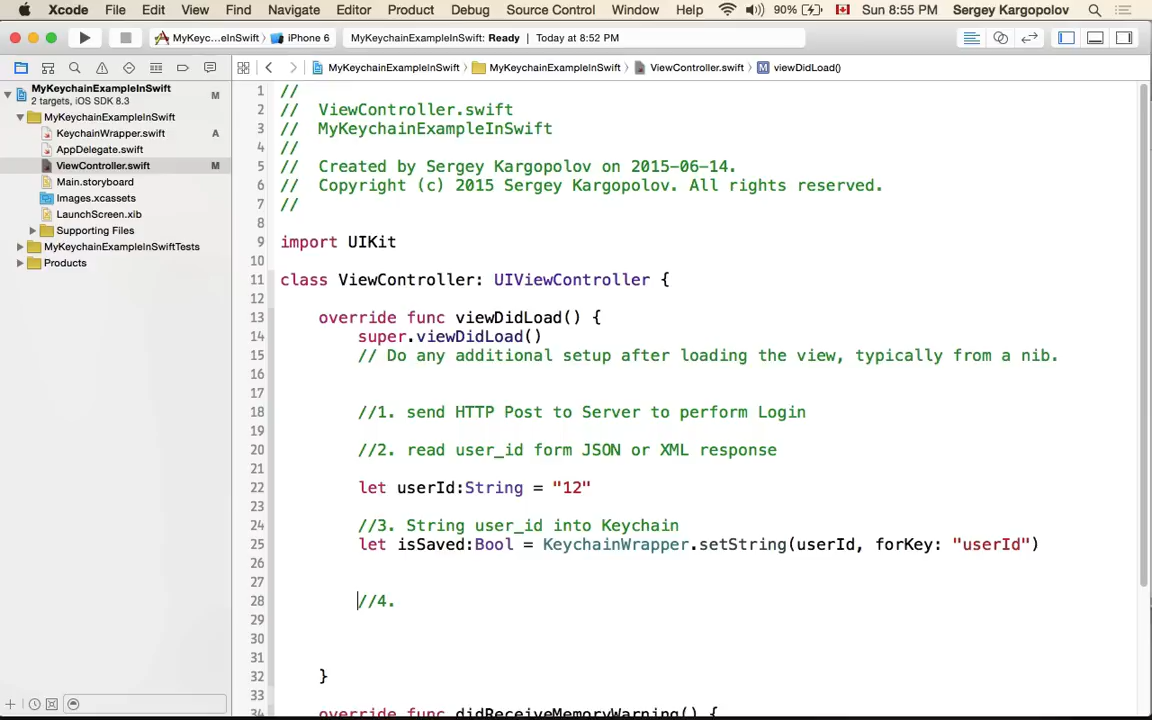 Xcode File Edit View Find Navigate Editor Product Debug Source Control Window Help 90% Sun 8:55 PM Sergey Kargopolov
MyKeyc...eInSwift iPhone 6 MyKeychainExampleInSwift: Ready Today at 8:52 PM
MyKeychainExampleInSwift MyKeychainExampleInSwift ViewController.swift M viewDidLoad()
MyKeychainExampleInSwift M
2 targets, iOS SDK 8.3
MyKeychainExampleInSwift
KeychainWrapper.swift A
AppDelegate.swift
ViewController.swift M
Main.storyboard
Images.xcassets
LaunchScreen.xib
Supporting Files
MyKeychainExampleInSwiftTests
Products
1 //
2 // ViewController.swift
3 // MyKeychainExampleInSwift
4 //
5 // Created by Sergey Kargopolov on 2015-06-14.
6 // Copyright (c) 2015 Sergey Kargopolov. All rights reserved.
7 //
8
9 import UIKit
10
11 class ViewController: UIViewController {
12
13 override func viewDidLoad() {
14 super.viewDidLoad()
15 // Do any additional setup after loading the view, typically from a nib.
16
17
18 //1. send HTTP Post to Server to perform Login
19
20 //2. read user_id form JSON or XML response
21
22 let userId:String = "12"
23
24 //3. String user_id into Keychain
25 let isSaved:Bool = KeychainWrapper.setString(userId, forKey: "userId")
26
27
28 //4.
29
30
31
32 }
33
34 override func didReceiveMemoryWarning() {